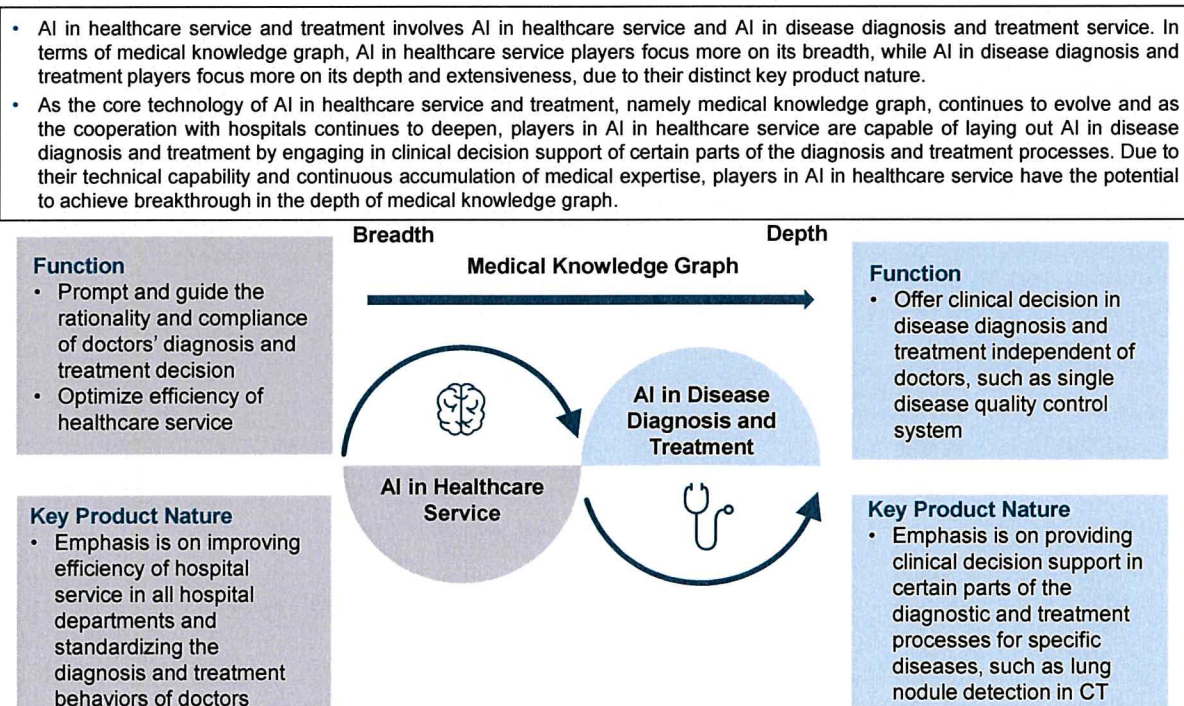 • AI in healthcare service and treatment involves AI in healthcare service and AI in disease diagnosis and treatment service. In
terms of medical knowledge graph, AI in healthcare service players focus more on its breadth, while AI in disease diagnosis and
treatment players focus more on its depth and extensiveness, due to their distinct key product nature.
• As the core technology of AI in healthcare service and treatment, namely medical knowledge graph, continues to evolve and as
the cooperation with hospitals continues to deepen, players in AI in healthcare service are capable of laying out AI in disease
diagnosis and treatment by engaging in clinical decision support of certain parts of the diagnosis and treatment processes. Due to
their technical capability and continuous accumulation of medical expertise, players in AI in healthcare service have the potential
to achieve breakthrough in the depth of medical knowledge graph.
Function
• Prompt and guide the
rationality and compliance
of doctors' diagnosis and
treatment decision
• Optimize efficiency of
healthcare service
Key Product Nature
• Emphasis is on improving
efficiency of hospital
service in all hospital
departments and
standardizing the
diagnosis and treatment
behaviors of doctors
Breadth
Depth
Medical Knowledge Graph
AI in Disease
Diagnosis and
Treatment
AI in Healthcare
Service
Function
• Offer clinical decision in
disease diagnosis and
treatment independent of
doctors, such as single
disease quality control
system
Key Product Nature
• Emphasis is on providing
clinical decision support in
certain parts of the
diagnostic and treatment
processes for specific
diseases, such as lung
nodule detection in CT